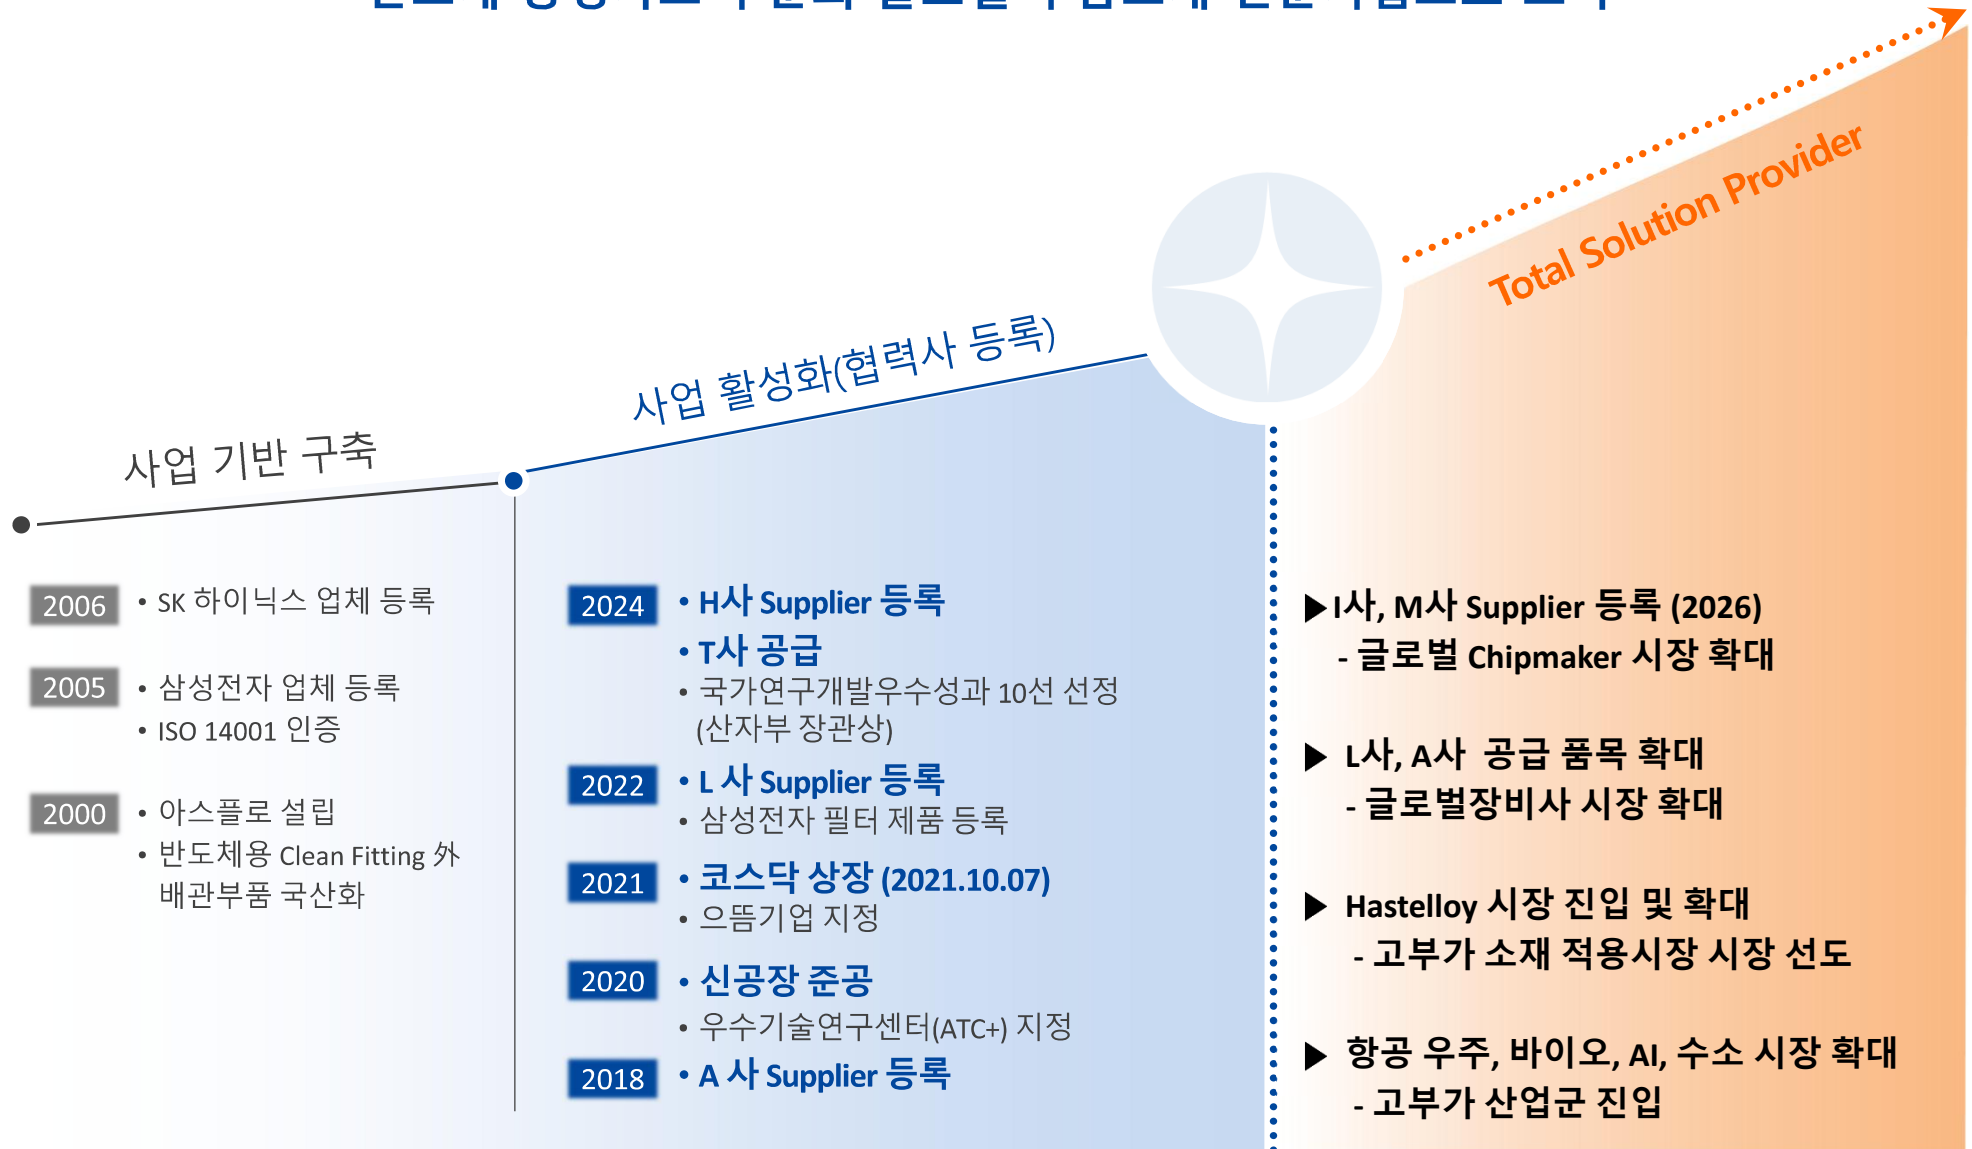 사업 기반 구축
2006
• SK 하이닉스 업체 등록
2005
• 삼성전자 업체 등록
• ISO 14001 인증
2000
• 아스플로 설립
• 반도체용 Clean Fitting 外
배관부품 국산화
사업 활성화(협력사 등록)
2024
• H사 Supplier 등록
• T사 공급
• 국가연구개발우수성과 10선 선정
(산자부 장관상)
2022
• L 사 Supplier 등록
• 삼성전자 필터 제품 등록
2021
• 코스닥 상장 (2021.10.07)
• 으뜸기업 지정
2020
• 신공장 준공
• 우수기술연구센터(ATC+) 지정
2018
• A 사 Supplier 등록
Total Solution Provider
▶I사, M사 Supplier 등록 (2026)
- 글로벌 Chipmaker 시장 확대
▶ L사, A사 공급 품목 확대
- 글로벌장비사 시장 확대
▶ Hastelloy 시장 진입 및 확대
- 고부가 소재 적용시장 시장 선도
▶ 항공 우주, 바이오, AI, 수소 시장 확대
- 고부가 산업군 진입